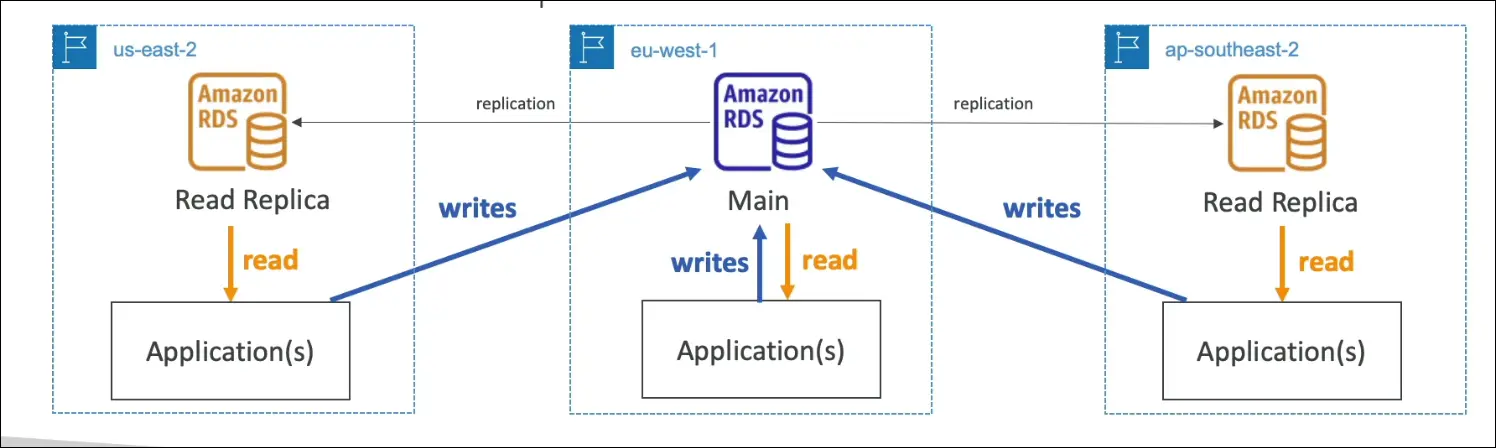 us-east-2
eu-west-1
ap-southeast-2
Amazon
RDS
replication
Amazon
RDS
replication
Amazon
RDS
Read Replica
writes
Main
writes
Read Replica
read
writes
read
read
Application(s)
Application(s)
Application(s)